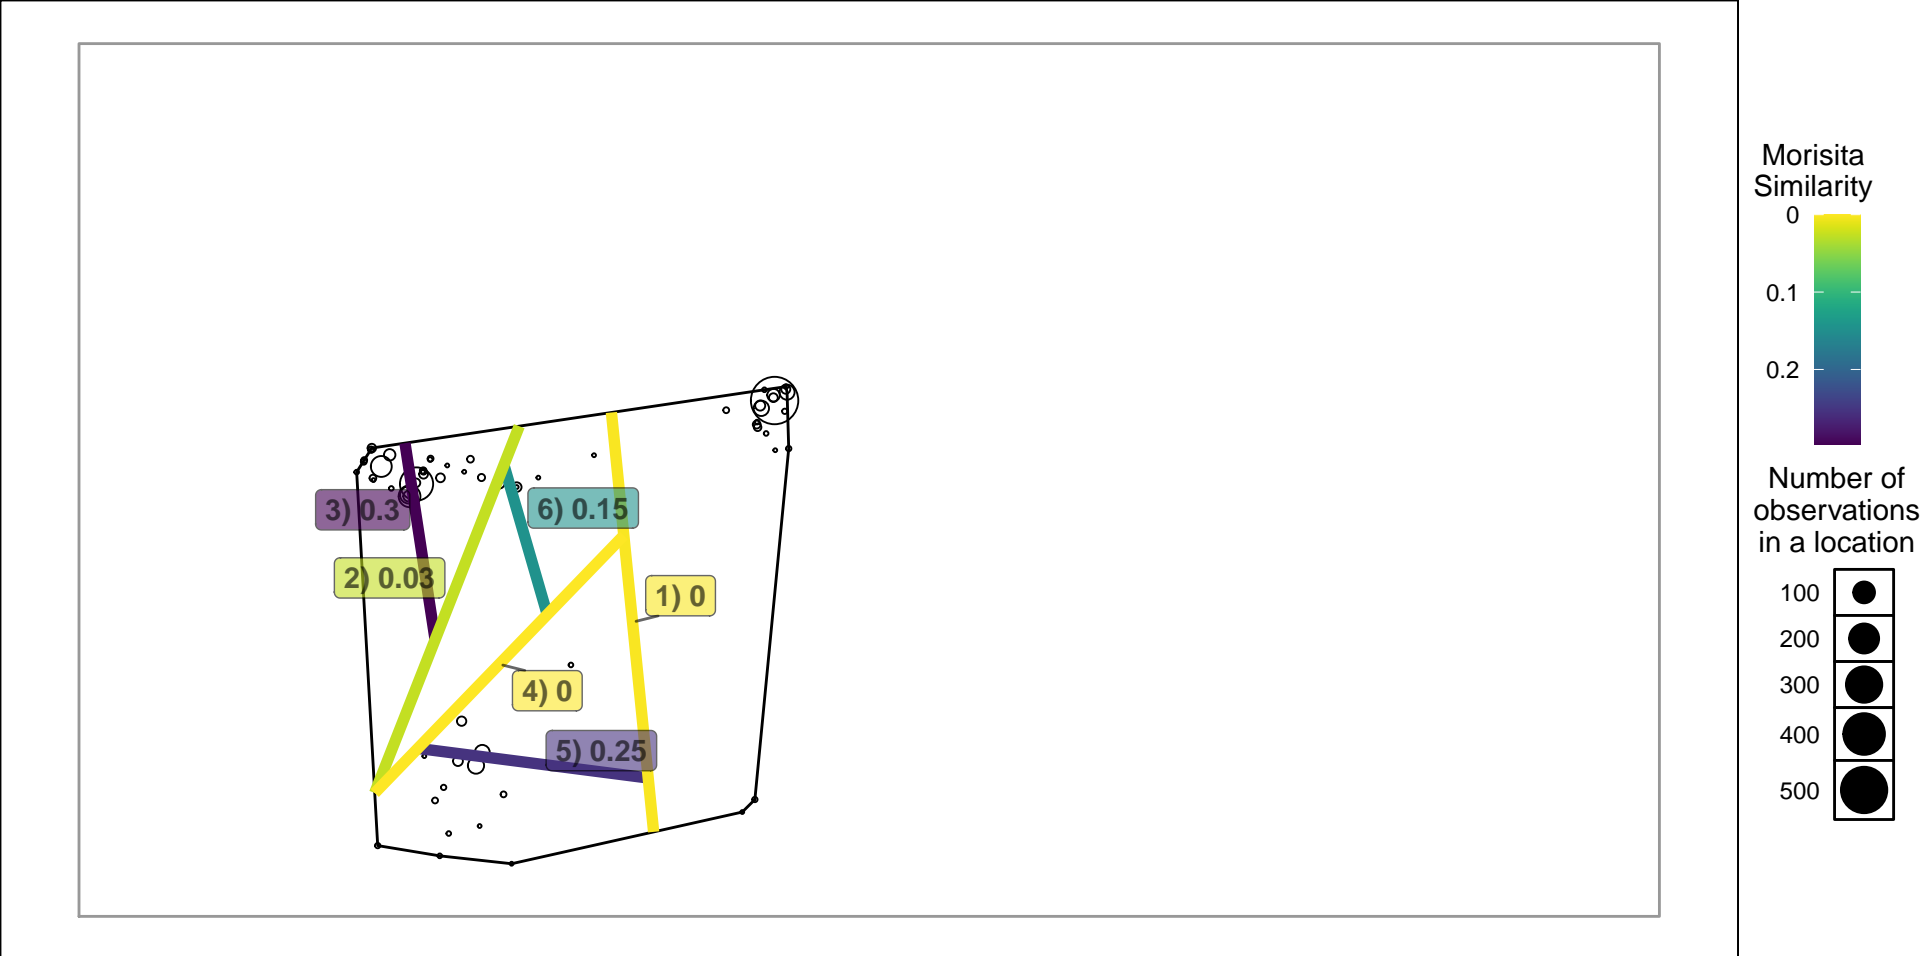 3) 0.3
6) 0.15
2) 0.03
1) 0
4) 0
5) 0.25
Morisita
Similarity
0
0.1
0.2
Number of
observations
in a location
100
200
300
400
500